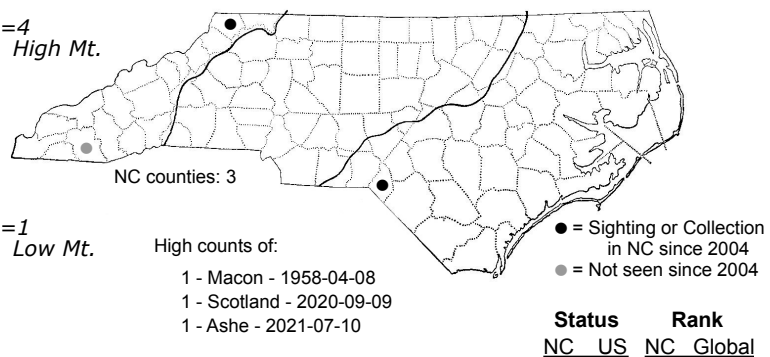 =4
High Mt.
NC counties: 3
=1
Low Mt.
High counts of:
1 - Macon - 1958-04-08
1 - Scotland - 2020-09-09
1 - Ashe - 2021-07-10
● = Sighting or Collection
in NC since 2004
● = Not seen since 2004
Status Rank
NC US NC Global